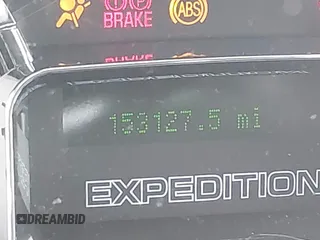 BRAKE
ABS
153127.5 mi
EXPEDITION
DREAMBID